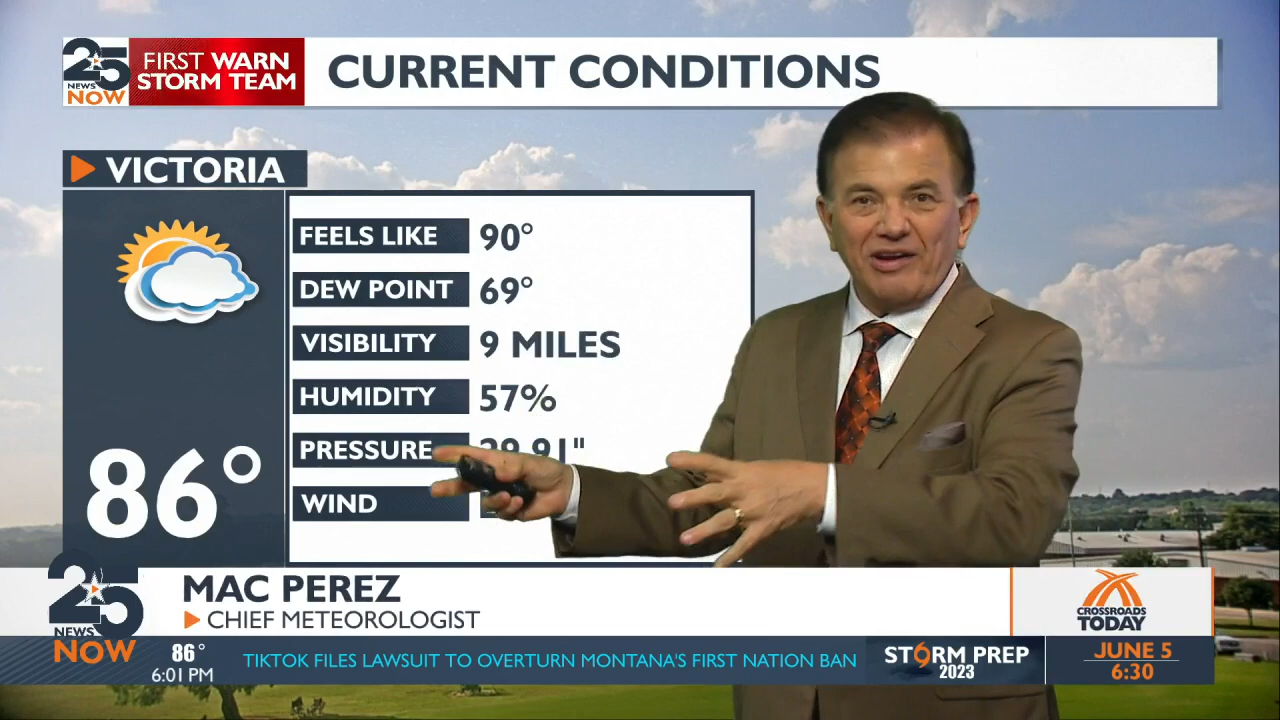 25
NEWS
NOW
FIRST WARN
STORM TEAM
CURRENT CONDITIONS
VICTORIA
FEELS LIKE 90°
DEW POINT 69°
VISIBILITY 9 MILES
HUMIDITY 57%
PRESSURE 29.91"
WIND
86°
25
NEWS
NOW
MAC PEREZ
CHIEF METEOROLOGIST
CROSSROADS
TODAY
86°
6:01 PM
TIKTOK FILES LAWSUIT TO OVERTURN MONTANA'S FIRST NATION BAN
STORM PREP
2023
JUNE 5
6:30